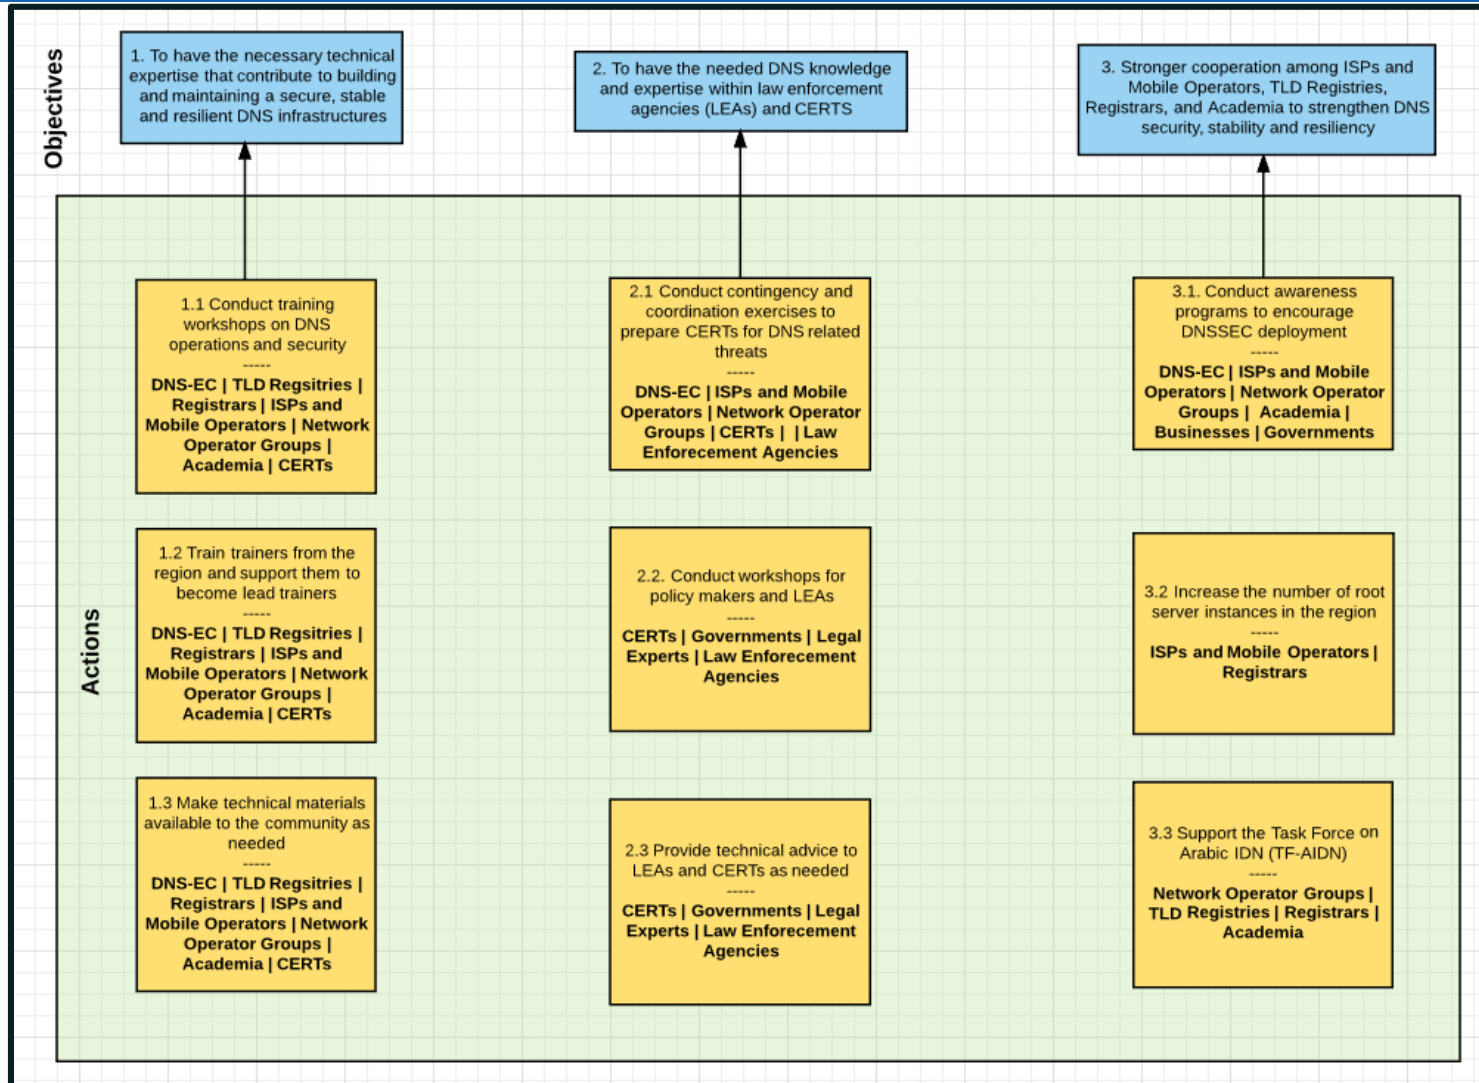 Objectives
1. To have the necessary technical
expertise that contribute to building
and maintaining a secure, stable
and resilient DNS infrastructures
2. To have the needed DNS knowledge
and expertise within law enforcement
agencies (LEAs) and CERTS
3. Stronger cooperation among ISPs and
Mobile Operators, TLD Registries,
Registrars, and Academia to strengthen DNS
security, stability and resiliency
Actions
1.1 Conduct training
workshops on DNS
operations and security
-----
DNS-EC | TLD Regsitries |
Registrars | ISPs and
Mobile Operators | Network
Operator Groups |
Academia | CERTs
2.1 Conduct contingency and
coordination exercises to
prepare CERTs for DNS related
threats
-----
DNS-EC | ISPs and Mobile
Operators | Network Operator
Groups | CERTs | | Law
Enforecement Agencies
3.1. Conduct awareness
programs to encourage
DNSSEC deployment
-----
DNS-EC | ISPs and Mobile
Operators | Network Operator
Groups | Academia |
Businesses | Governments
1.2 Train trainers from the
region and support them to
become lead trainers
-----
DNS-EC | TLD Regsitries |
Registrars | ISPs and
Mobile Operators | Network
Operator Groups |
Academia | CERTs
2.2. Conduct workshops for
policy makers and LEAs
-----
CERTs | Governments | Legal
Experts | Law Enforecement
Agencies
3.2 Increase the number of root
server instances in the region
-----
ISPs and Mobile Operators |
Registrars
1.3 Make technical materials
available to the community as
needed
-----
DNS-EC | TLD Regsitries |
Registrars | ISPs and
Mobile Operators | Network
Operator Groups |
Academia | CERTs
2.3 Provide technical advice to
LEAs and CERTs as needed
-----
CERTs | Governments | Legal
Experts | Law Enforecement
Agencies
3.3 Support the Task Force on
Arabic IDN (TF-AIDN)
-----
Network Operator Groups |
TLD Registries | Registrars |
Academia